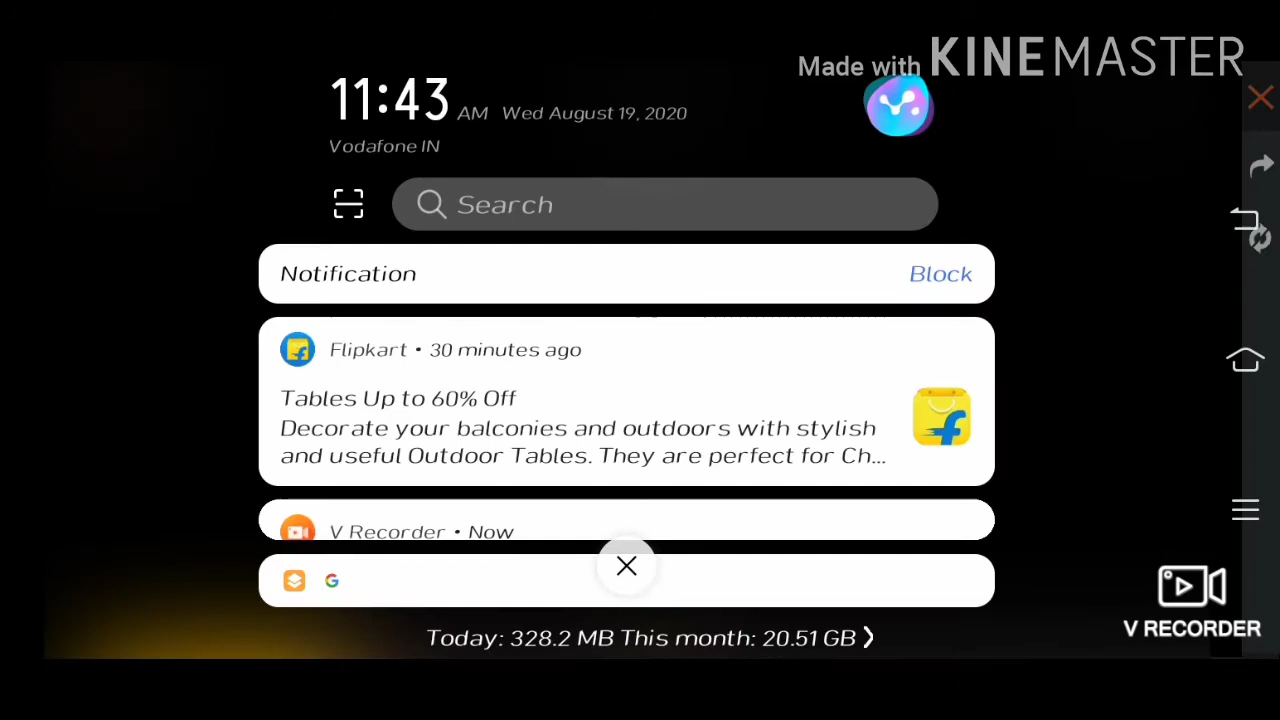 Made with KINEMASTER
11:43 AM Wed August 19, 2020
Vodafone IN
Search
Notification Block
Flipkart • 30 minutes ago
Tables Up to 60% Off
Decorate your balconies and outdoors with stylish
and useful Outdoor Tables. They are perfect for Ch...
V Recorder • Now
V RECORDER
Today: 328.2 MB This month: 20.51 GB